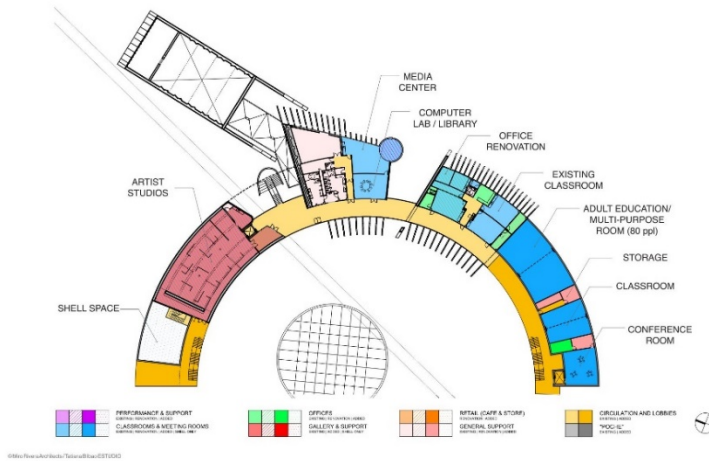 MEDIA
CENTER
COMPUTER
LAB / LIBRARY
OFFICE
RENOVATION
EXISTING
CLASSROOM
ARTIST
STUDIOS
ADULT EDUCATION/
MULTI-PURPOSE
ROOM (80 ppl)
STORAGE
CLASSROOM
SHELL SPACE
CONFERENCE
ROOM
PERFORMANCE & SUPPORT
CLASSROOMS & MEETING ROOMS
OFFICES
GALLERY & SUPPORT
RETAIL (CAFE & STORE)
GENERAL SUPPORT
CIRCULATION AND LOBBIES
"POC-IE"